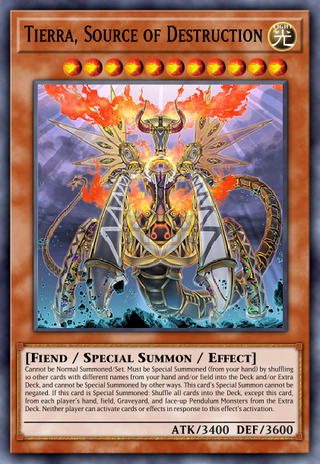 Tierra, Source of Destruction
LIGHT
光
[Fiend / Special Summon / Effect]
Cannot be Normal Summoned/Set. Must be Special Summoned (from your hand) by shuffling
10 other cards with different names from your hand and/or field into the Deck and/or Extra
Deck, and cannot be Special Summoned by other ways. This card's Special Summon cannot be
negated. If this card is Special Summoned: Shuffle all cards into the Deck, except this card,
from each player's hand, field, Graveyard, and face-up Pendulum Monsters from the Extra
Deck. Neither player can activate cards or effects in response to this effect's activation.
ATK/3400 DEF/3600